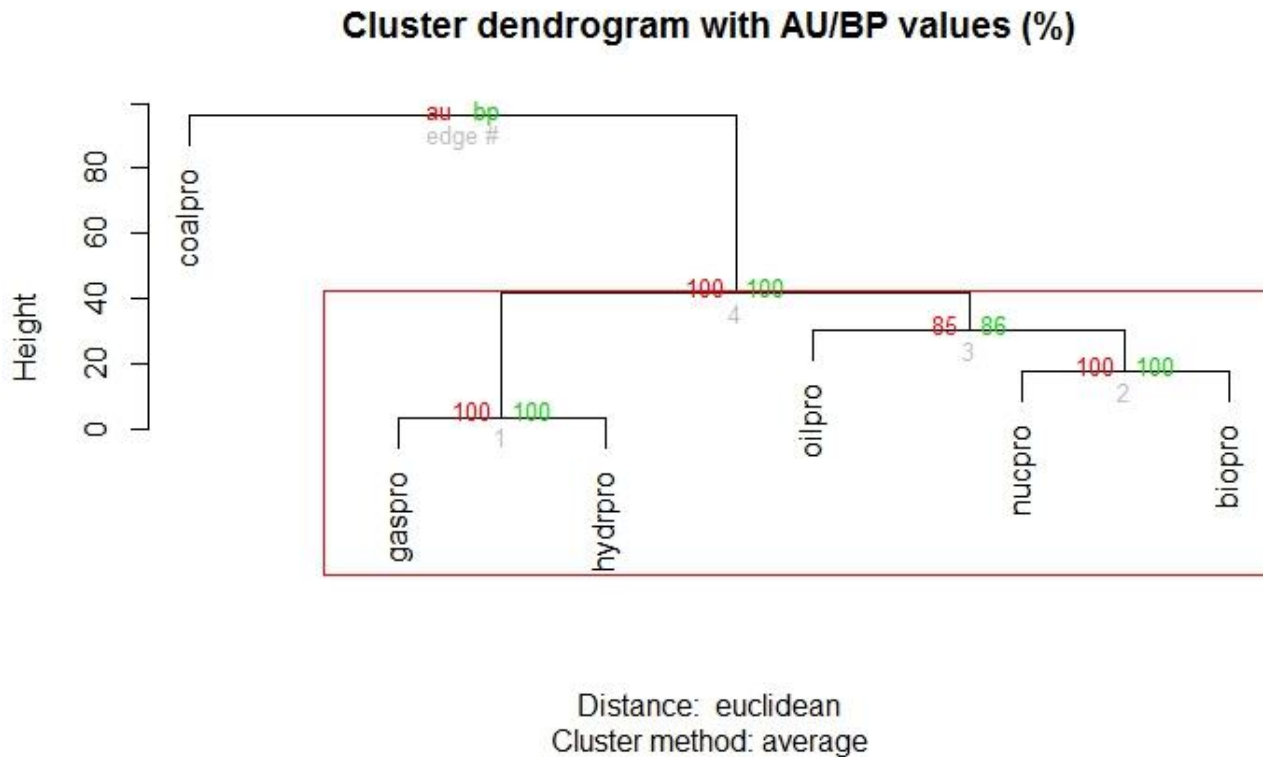 Cluster dendrogram with AU/BP values (%)
au bp
edge #
80
60
40
20
0
Height
coalpro
100 100
4
85 86
3
100 100
2
100 100
1
oilpro
nucpro
biopro
gaspro
hydrpro
Distance: euclidean
Cluster method: average